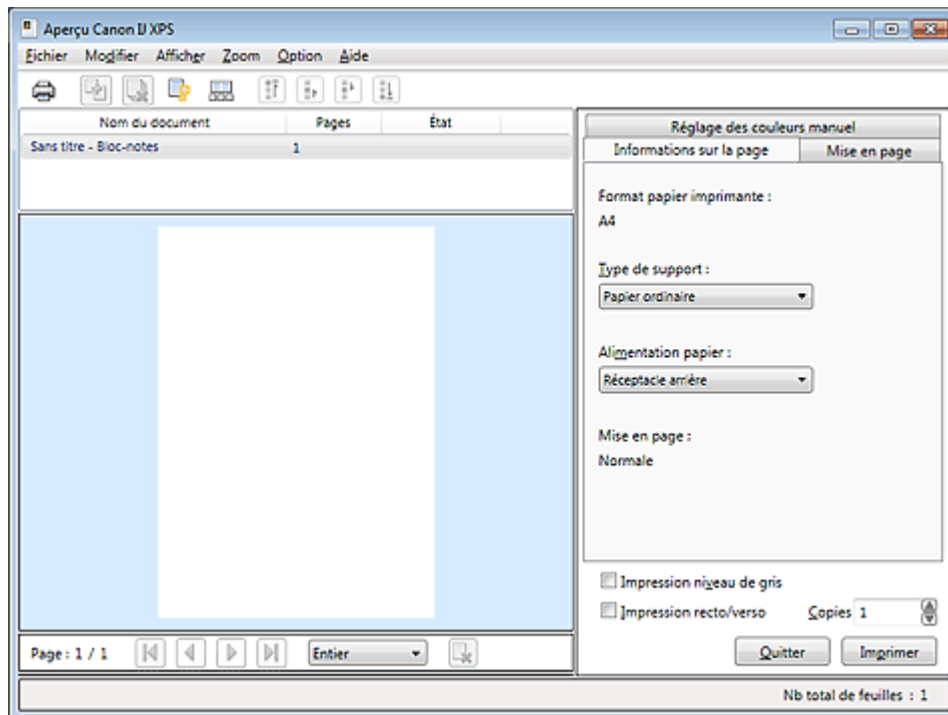 Aperçu Canon IJ XPS
Fichier Modifier Afficher Zoom Option Aide
Nom du document Pages État
Sans titre - Bloc-notes 1
Réglage des couleurs manuel
Informations sur la page Mise en page
Format papier imprimante :
A4
Type de support :
Papier ordinaire
Alimentation papier :
Réceptacle arrière
Mise en page :
Normale
Impression niveau de gris
Impression recto/verso Copies 1
Page : 1 / 1 Entier
Quitter Imprimer
Nb total de feuilles : 1